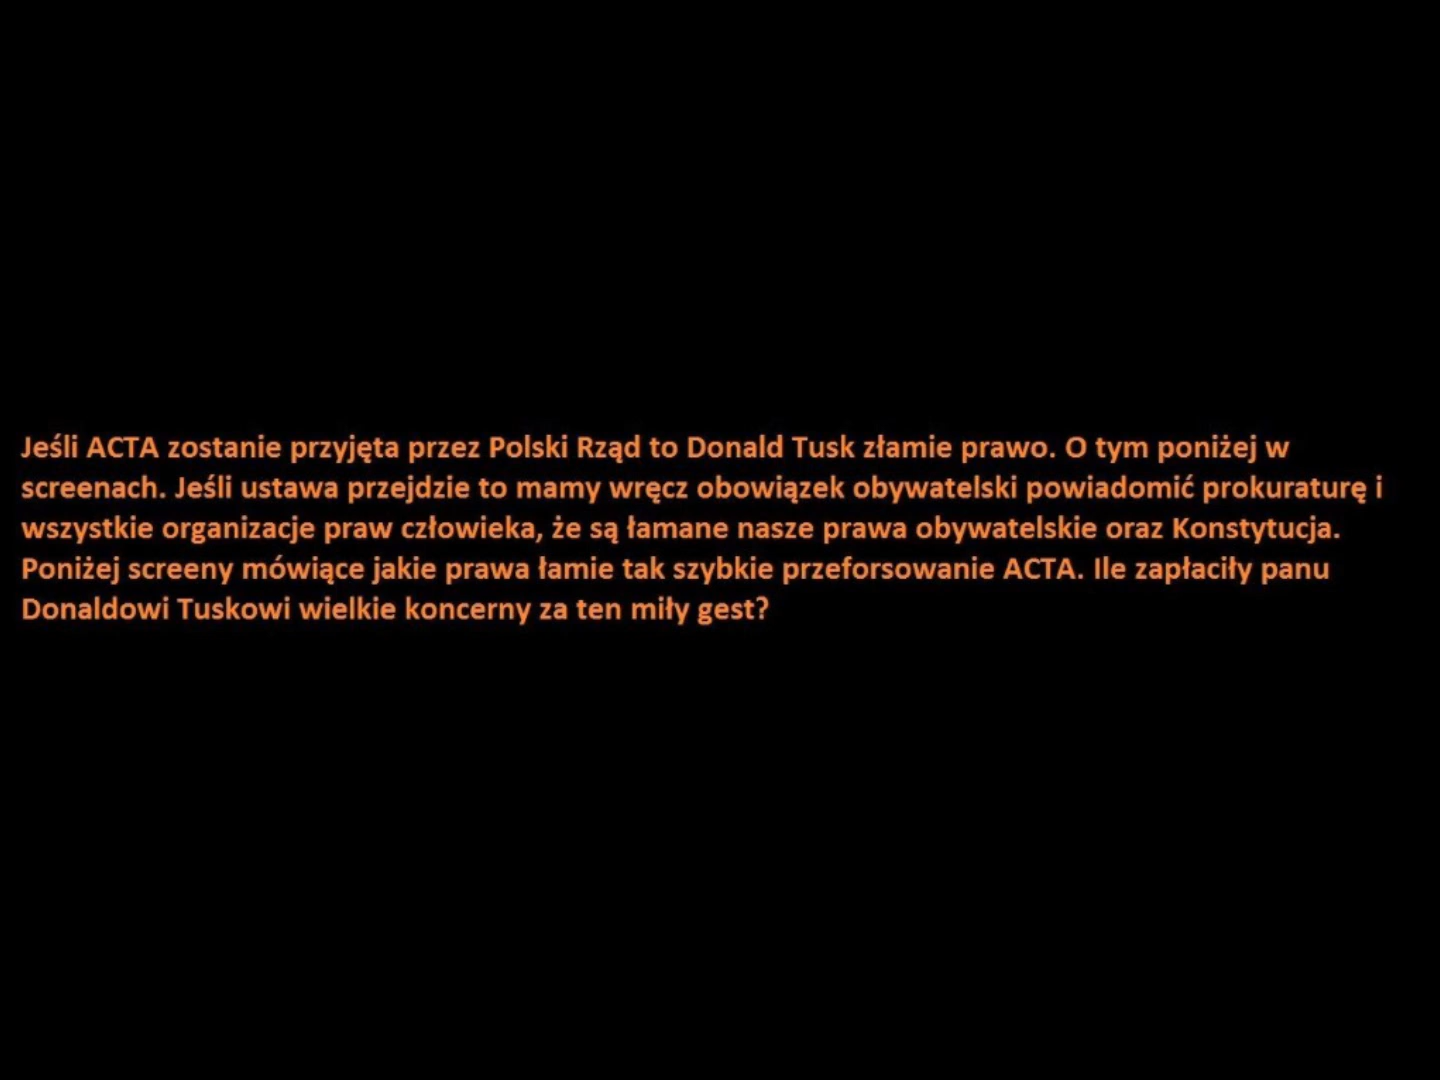 Jeśli ACTA zostanie przyjęta przez Polski Rząd to Donald Tusk złamie prawo. O tym poniżej w
screenach. Jeśli ustawa przejdzie to mamy wręcz obowiązek obywatelski powiadomić prokuraturę i
wszystkie organizacje praw człowieka, że są łamane nasze prawa obywatelskie oraz Konstytucja.
Poniżej screeny mówiące jakie prawa łamie tak szybkie przeforsowanie ACTA. Ile zapłaciły panu
Donaldowi Tuskowi wielkie koncerny za ten miły gest?